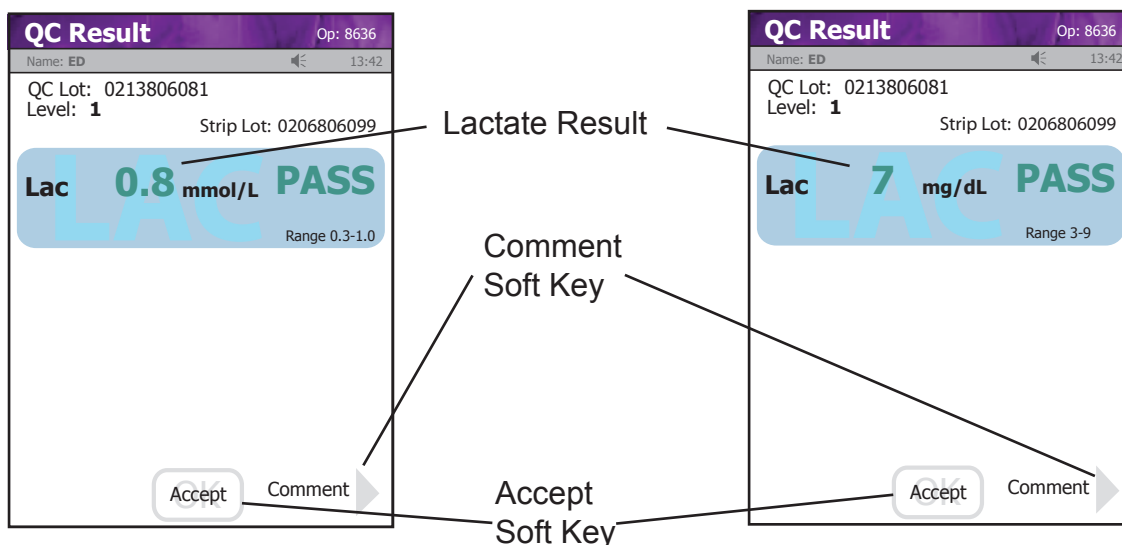 QC Result Op: 8636
Name: ED 13:42
QC Lot: 0213806081
Level: 1
Strip Lot: 0206806099
LAC
Lac 0.8 mmol/L PASS
Range 0.3-1.0
OK
Accept Comment
Lactate Result
Comment
Soft Key
Accept
Soft Key
QC Result Op: 8636
Name: ED 13:42
QC Lot: 0213806081
Level: 1
Strip Lot: 0206806099
LAC
Lac 7 mg/dL PASS
Range 3-9
OK
Accept Comment